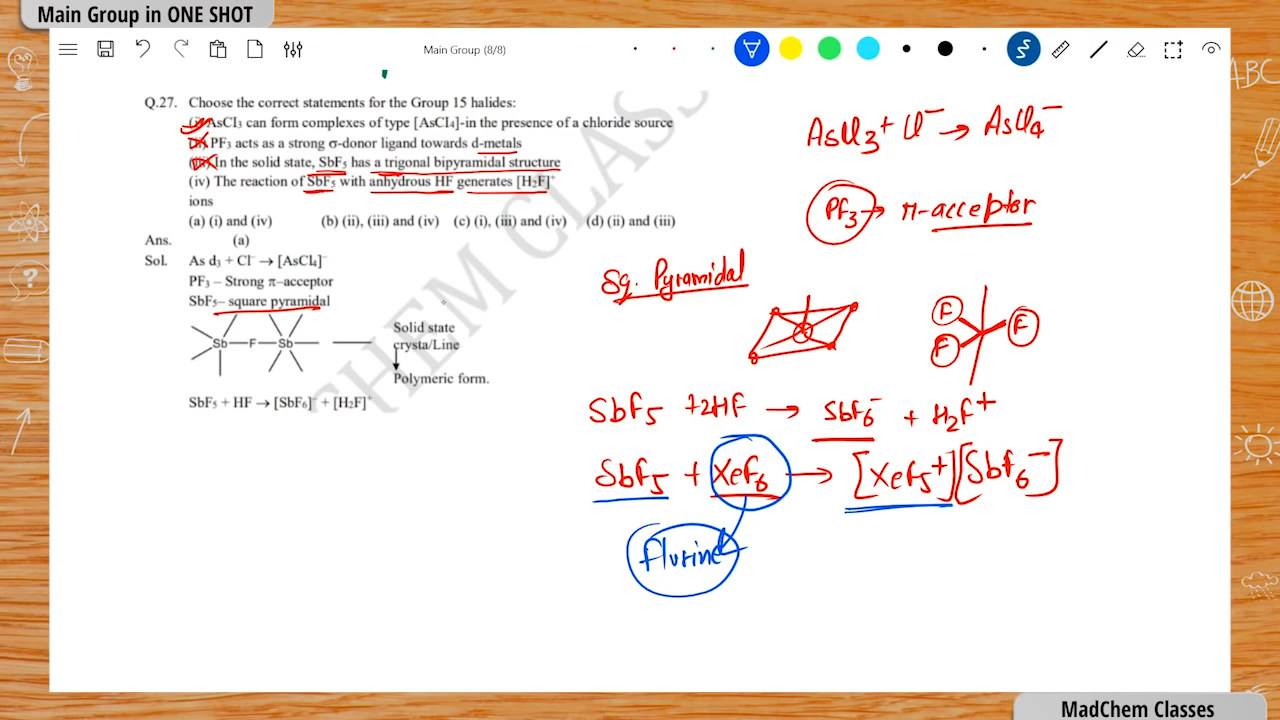 Main Group in ONE SHOT
Main Group (8/8)
ABC
Q.27. Choose the correct statements for the Group 15 halides:
(i) AsCl₃ can form complexes of type [AsCl₄]-in the presence of a chloride source
PF₃ acts as a strong σ-donor ligand towards d-metals
In the solid state, SbF₅ has a trigonal bipyramidal structure
(iv) The reaction of SbF₅ with anhydrous HF generates [H₂F]⁺
ions
(a) (i) and (iv) (b) (ii), (iii) and (iv) (c) (i), (iii) and (iv) (d) (ii) and (iii)
Ans. (a)
Sol. As d₃ + Cl⁻ → [AsCl₄]⁻
PF₃ – Strong π–acceptor
SbF₅– square pyramidal
Sb F Sb
Solid state
crysta/Line
Polymeric form.
SbF₅ + HF → [SbF₆]⁻ + [H₂F]⁺
CHEM CLASS
AsCl₃ + Cl⁻ → AsCl₄⁻
PF₃ → π-acceptor
Sq. Pyramidal
F F F
SbF₅ + 2HF → SbF₆⁻ + H₂F⁺
SbF₅ + XeF₆ → [XeF₅⁺][SbF₆⁻]
flurine
MadChem Classes